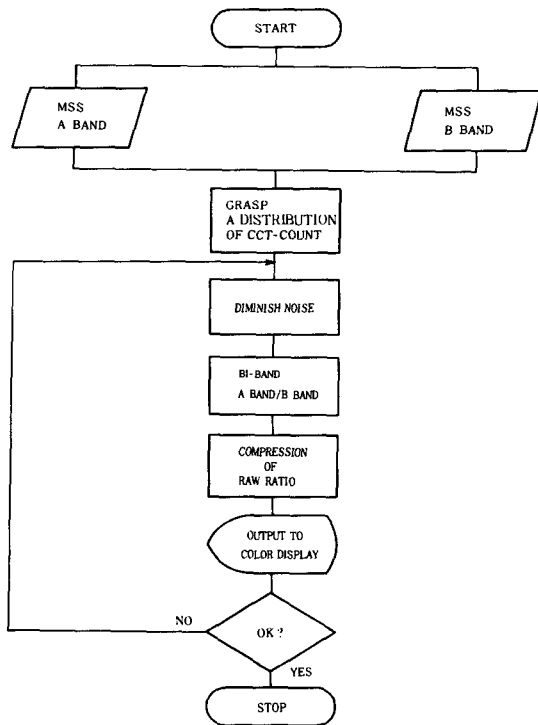 START
MSS
A BAND
MSS
B BAND
GRASP
A DISTRIBUTION
OF CCT-COUNT
DIMINISH NOISE
BI-BAND
A BAND/B BAND
COMPRESSION
OF
RAW RATIO
OUTPUT TO
COLOR DISPLAY
NO
OK?
YES
STOP